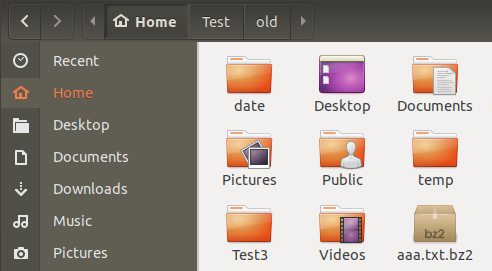 Home Test old
Recent
Home
Desktop
Documents
Downloads
Music
Pictures
date Desktop Documents
Pictures Public temp
bz2
Test3 Videos aaa.txt.bz2